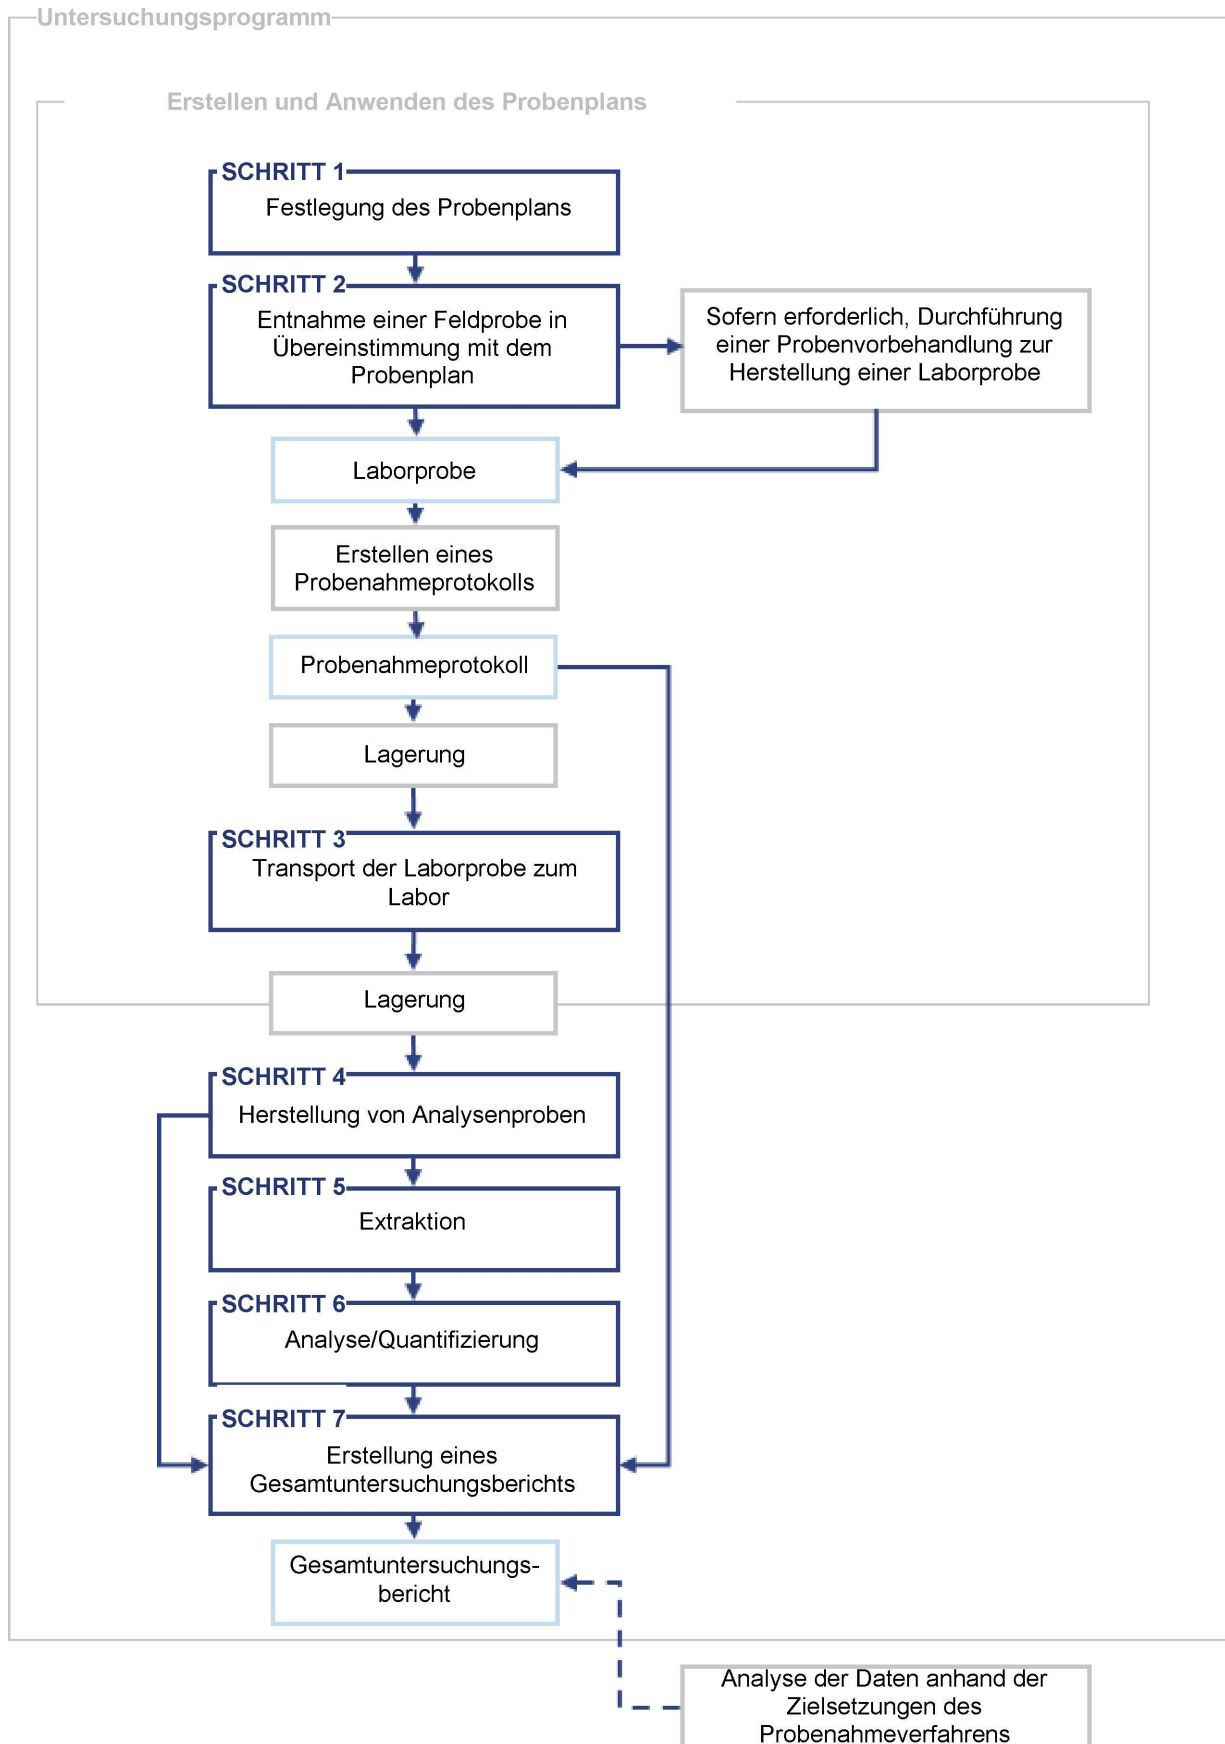 Untersuchungsprogramm
Erstellen und Anwenden des Probenplans
SCHRITT 1
Festlegung des Probenplans
SCHRITT 2
Entnahme einer Feldprobe in
Übereinstimmung mit dem
Probenplan
Sofern erforderlich, Durchführung
einer Probenvorbehandlung zur
Herstellung einer Laborprobe
Laborprobe
Erstellen eines
Probenahmeprotokolls
Probenahmeprotokoll
Lagerung
SCHRITT 3
Transport der Laborprobe zum
Labor
Lagerung
SCHRITT 4
Herstellung von Analysenproben
SCHRITT 5
Extraktion
SCHRITT 6
Analyse/Quantifizierung
SCHRITT 7
Erstellung eines
Gesamtuntersuchungsberichts
Gesamtuntersuchungs-
bericht
Analyse der Daten anhand der
Zielsetzungen des
Probenahmeverfahrens